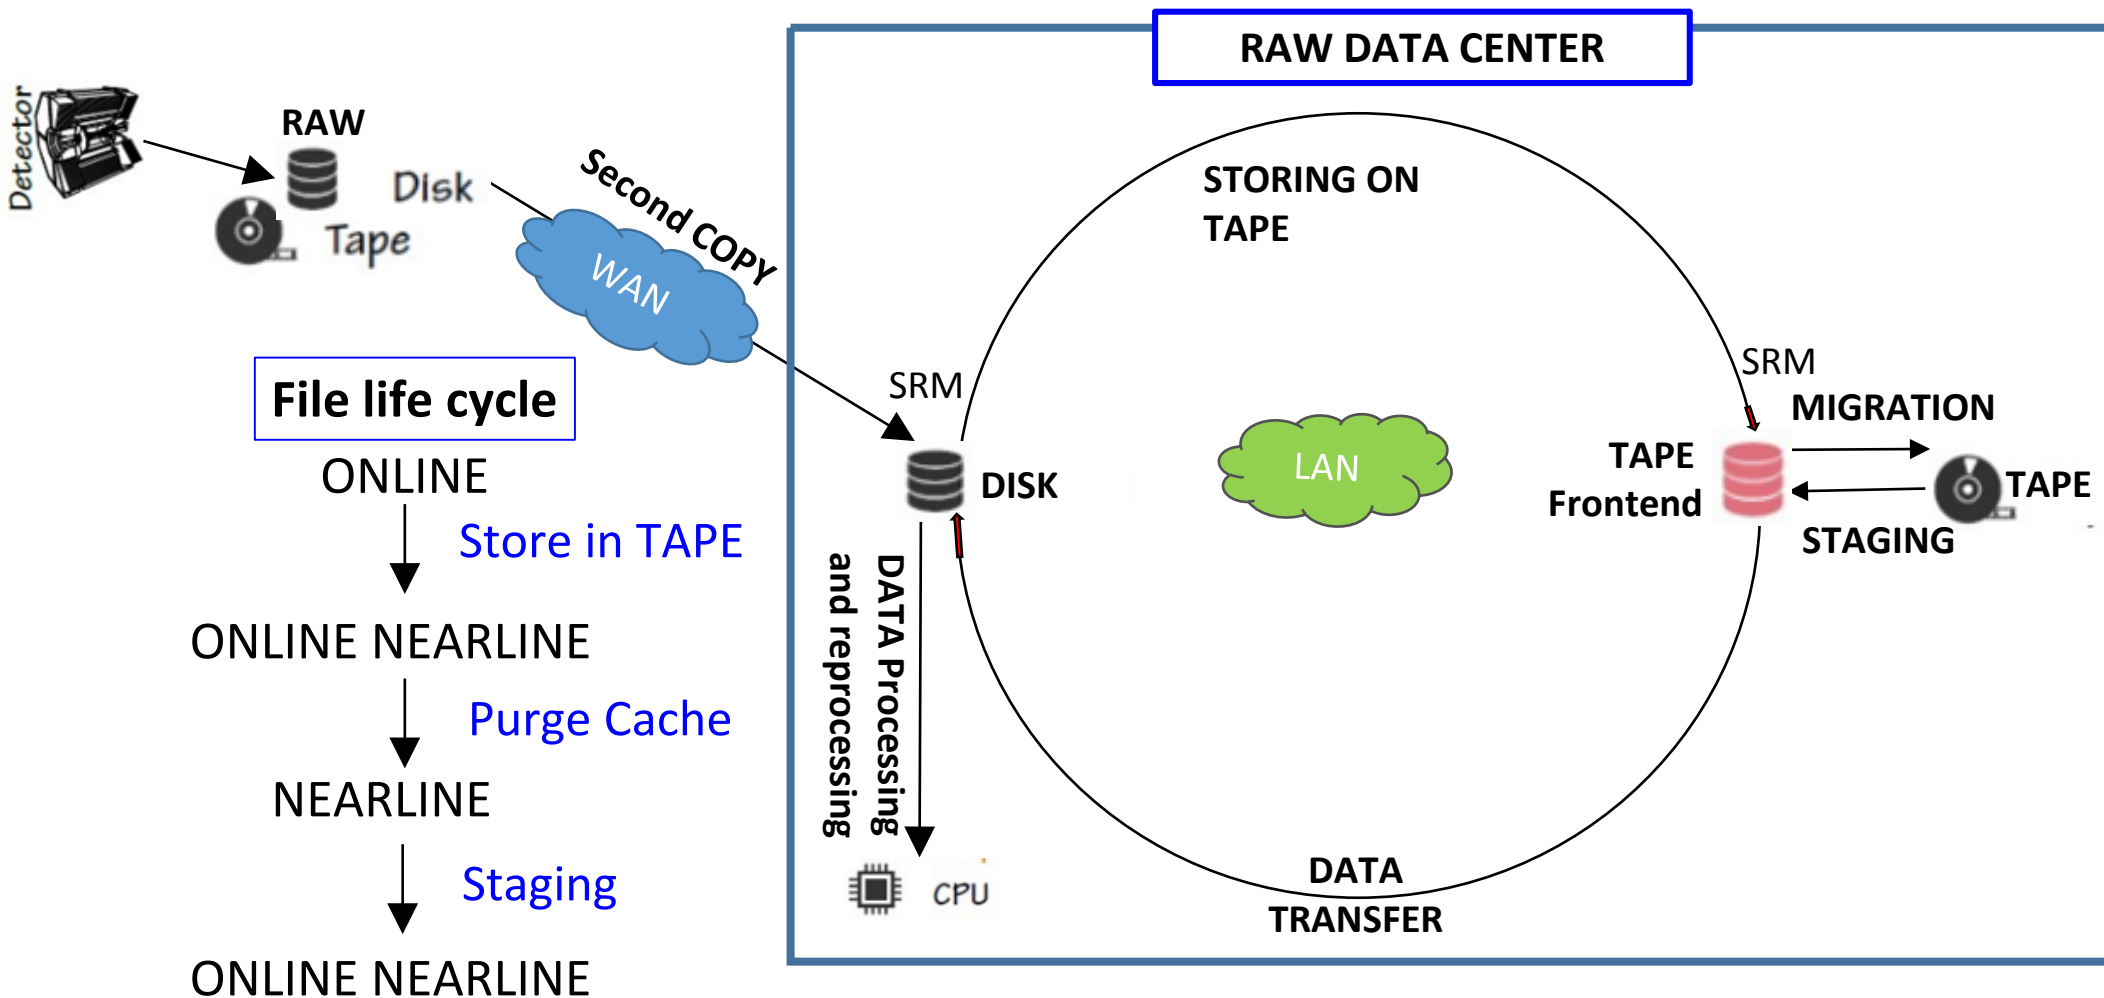 RAW DATA CENTER
Detector
RAW
Disk
Tape
Second COPY
WAN
STORING ON
TAPE
File life cycle
SRM
SRM
MIGRATION
LAN
TAPE
Frontend
TAPE
STAGING
DISK
ONLINE
Store in TAPE
ONLINE NEARLINE
Purge Cache
NEARLINE
Staging
ONLINE NEARLINE
DATA Processing
and reprocessing
CPU
DATA
TRANSFER